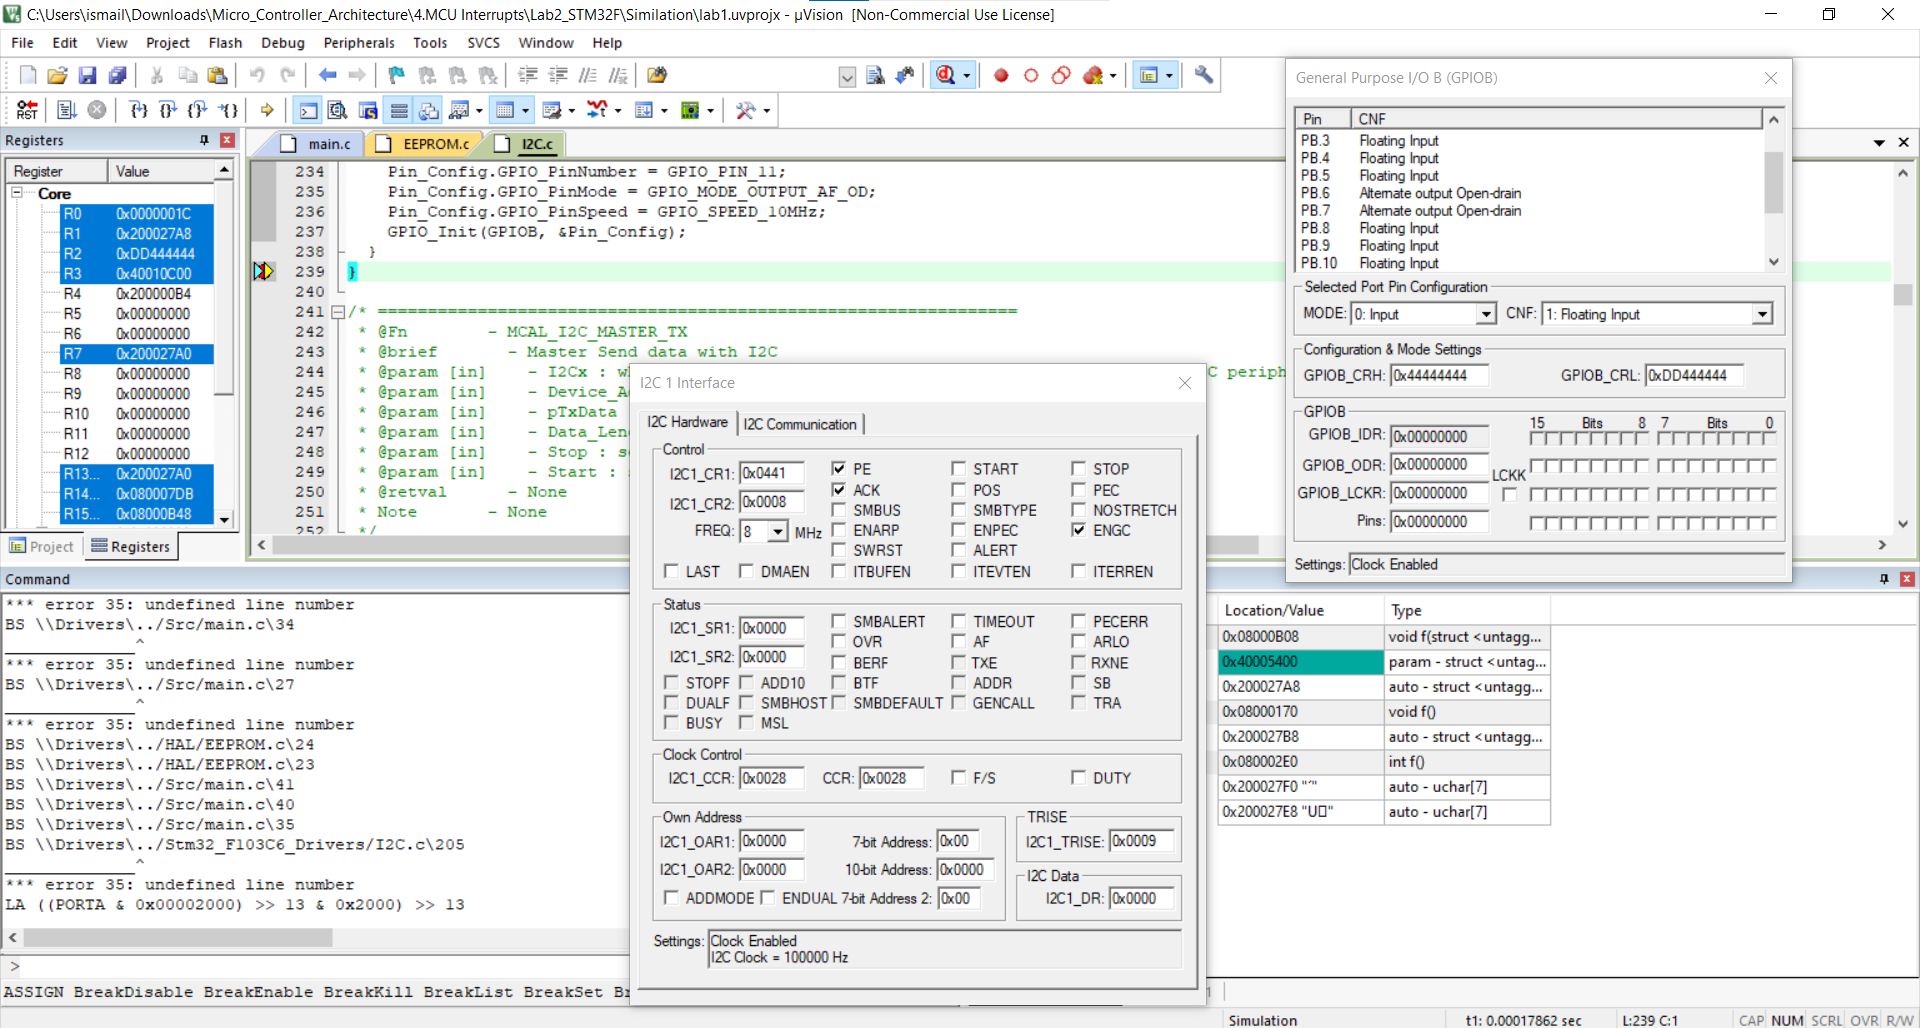 C:\Users\ismail\Downloads\Micro_Controller_Architecture\4.MCU Interrupts\Lab2_STM32F\Similation\lab1.uvprojx - µVision  [Non-Commercial Use License]
File Edit View Project Flash Debug Peripherals Tools SVCS Window Help
Registers
Register Value
Core
R0 0x0000001C
R1 0x200027A8
R2 0xDD444444
R3 0x40010C00
R4 0x200000B4
R5 0x00000000
R6 0x00000000
R7 0x200027A0
R8 0x00000000
R9 0x00000000
R10 0x00000000
R11 0x00000000
R12 0x00000000
R13... 0x200027A0
R14... 0x080007DB
R15... 0x08000B48
Project Registers
main.c EEPROM.c I2C.c
234 Pin_Config.GPIO_PinNumber = GPIO_PIN_11;
235 Pin_Config.GPIO_PinMode = GPIO_MODE_OUTPUT_AF_OD;
236 Pin_Config.GPIO_PinSpeed = GPIO_SPEED_10MHz;
237 GPIO_Init(GPIOB, &Pin_Config);
238 }
239 }
240
241 /* ================================================================
242 * @Fn - MCAL_I2C_MASTER_TX
243 * @brief - Master Send data with I2C
244 * @param [in] - I2Cx : C periph
245 * @param [in] - Device_A
246 * @param [in] - pTxData
247 * @param [in] - Data_Len
248 * @param [in] - Stop :
249 * @param [in] - Start :
250 * @retval - None
251 * Note - None
252 */
Command
*** error 35: undefined line number
BS \\Drivers\../Src/main.c\34
^
*** error 35: undefined line number
BS \\Drivers\../Src/main.c\27
^
*** error 35: undefined line number
BS \\Drivers\../HAL/EEPROM.c\24
BS \\Drivers\../HAL/EEPROM.c\23
BS \\Drivers\../Src/main.c\41
BS \\Drivers\../Src/main.c\40
BS \\Drivers\../Src/main.c\35
BS \\Drivers\../Stm32_F103C6_Drivers/I2C.c\205
^
*** error 35: undefined line number
LA ((PORTA & 0x00002000) >> 13 & 0x2000) >> 13
>
ASSIGN BreakDisable BreakEnable BreakKill BreakList BreakSet
I2C 1 Interface
I2C Hardware I2C Communication
Control
I2C1_CR1: 0x0441 PE START STOP
ACK POS PEC
I2C1_CR2: 0x0008 SMBUS SMBTYPE NOSTRETCH
FREQ: 8 MHz ENARP ENPEC ENGC
SWRST ALERT
LAST DMAEN ITBUFEN ITEVTEN ITERREN
Status
I2C1_SR1: 0x0000 SMBALERT TIMEOUT PECERR
OVR AF ARLO
I2C1_SR2: 0x0000 BERF TXE RXNE
STOPF ADD10 BTF ADDR SB
DUALF SMBHOST SMBDEFAULT GENCALL TRA
BUSY MSL
Clock Control
I2C1_CCR: 0x0028 CCR: 0x0028 F/S DUTY
Own Address
I2C1_OAR1: 0x0000 7-bit Address: 0x00
I2C1_OAR2: 0x0000 10-bit Address: 0x0000
ADDMODE ENDUAL 7-bit Address 2: 0x00
TRISE
I2C1_TRISE: 0x0009
I2C Data
I2C1_DR: 0x0000
Settings: Clock Enabled
I2C Clock = 100000 Hz
General Purpose I/O B (GPIOB)
Pin CNF
PB.3 Floating Input
PB.4 Floating Input
PB.5 Floating Input
PB.6 Alternate output Open-drain
PB.7 Alternate output Open-drain
PB.8 Floating Input
PB.9 Floating Input
PB.10 Floating Input
Selected Port Pin Configuration
MODE: 0: Input CNF: 1: Floating Input
Configuration & Mode Settings
GPIOB_CRH: 0x44444444 GPIOB_CRL: 0xDD444444
GPIOB
15 Bits 8 7 Bits 0
GPIOB_IDR: 0x00000000
GPIOB_ODR: 0x00000000
LCKK
GPIOB_LCKR: 0x00000000
Pins: 0x00000000
Settings: Clock Enabled
Location/Value Type
0x08000B08 void f(struct <untagg...
0x40005400 param - struct <untag...
0x200027A8 auto - struct <untagg...
0x08000170 void f()
0x200027B8 auto - struct <untagg...
0x080002E0 int f()
0x200027F0 auto - uchar[7]
0x200027E8 auto - uchar[7]
Simulation t1: 0.00017862 sec L:239 C:1 CAP NUM SCRL OVR R/W